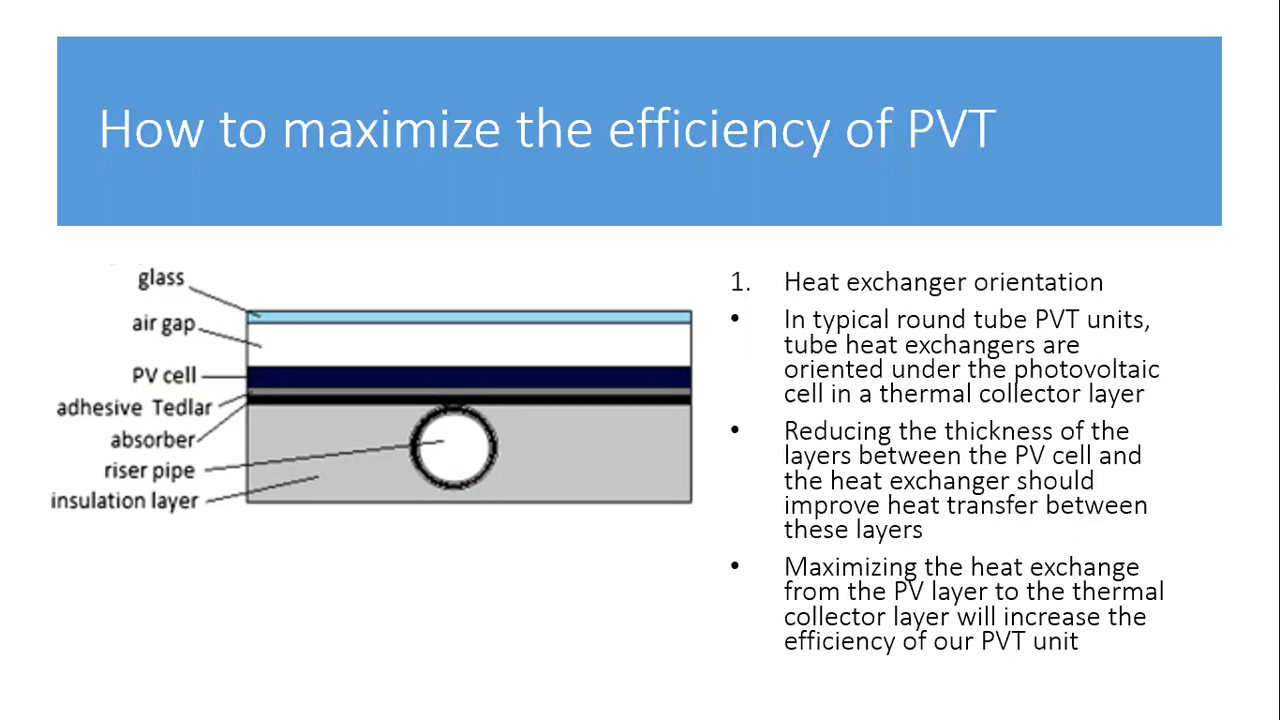 How to maximize the efficiency of PVT
glass
air gap
PV cell
adhesive Tedlar
absorber
riser pipe
insulation layer
1. Heat exchanger orientation
• In typical round tube PVT units,
tube heat exchangers are
oriented under the photovoltaic
cell in a thermal collector layer
• Reducing the thickness of the
layers between the PV cell and
the heat exchanger should
improve heat transfer between
these layers
• Maximizing the heat exchange
from the PV layer to the thermal
collector layer will increase the
efficiency of our PVT unit